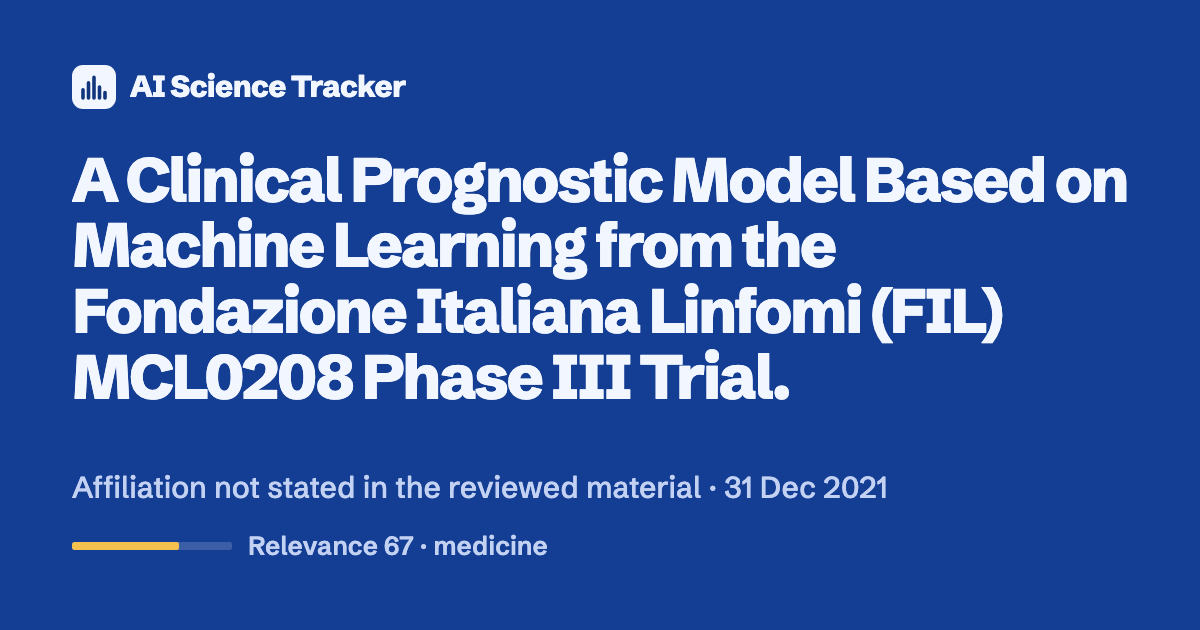 AI Science Tracker
A Clinical Prognostic Model Based on
Machine Learning from the
Fondazione Italiana Linfomi (FIL)
MCL0208 Phase III Trial.
Affiliation not stated in the reviewed material · 31 Dec 2021
Relevance 67 · medicine